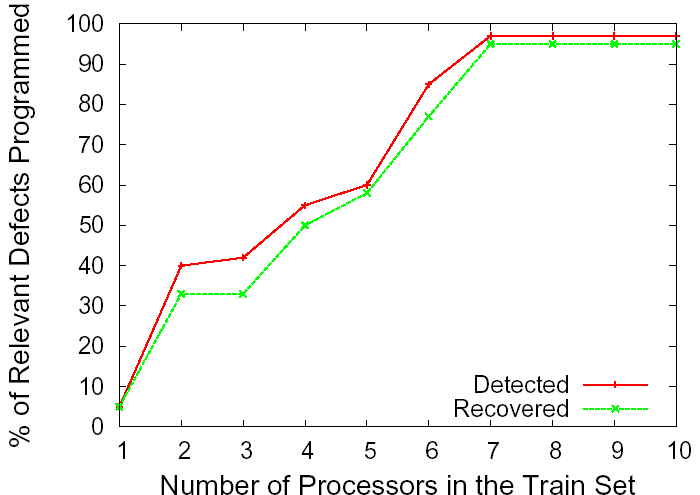 % of Relevant Defects Programmed
100
90
80
70
60
50
40
30
20
10
0
Detected
Recovered
1 2 3 4 5 6 7 8 9 10
Number of Processors in the Train Set